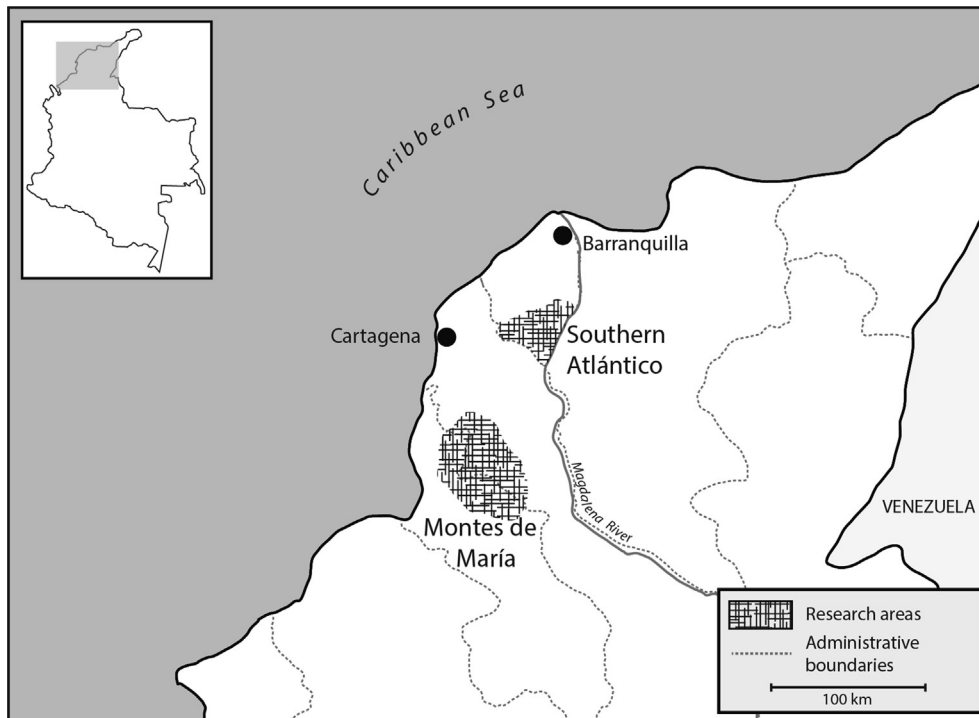 Caribbean Sea
Barranquilla
Cartagena
Southern
Atlántico
Magdalena River
VENEZUELA
Montes de
María
Research areas
Administrative
boundaries
100 km